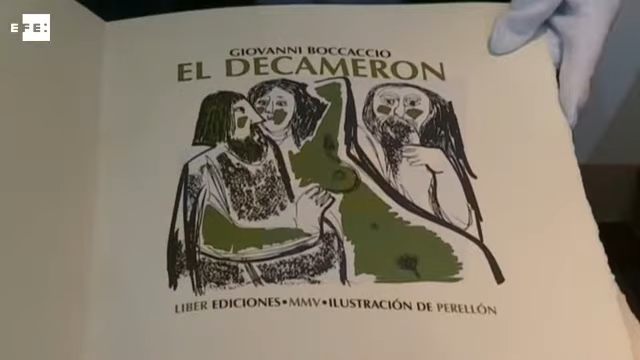 EFE:
GIOVANNI BOCCACCIO
EL DECAMERON
LIBER EDICIONES•MMV•ILUSTRACIÓN DE PERELLÓN